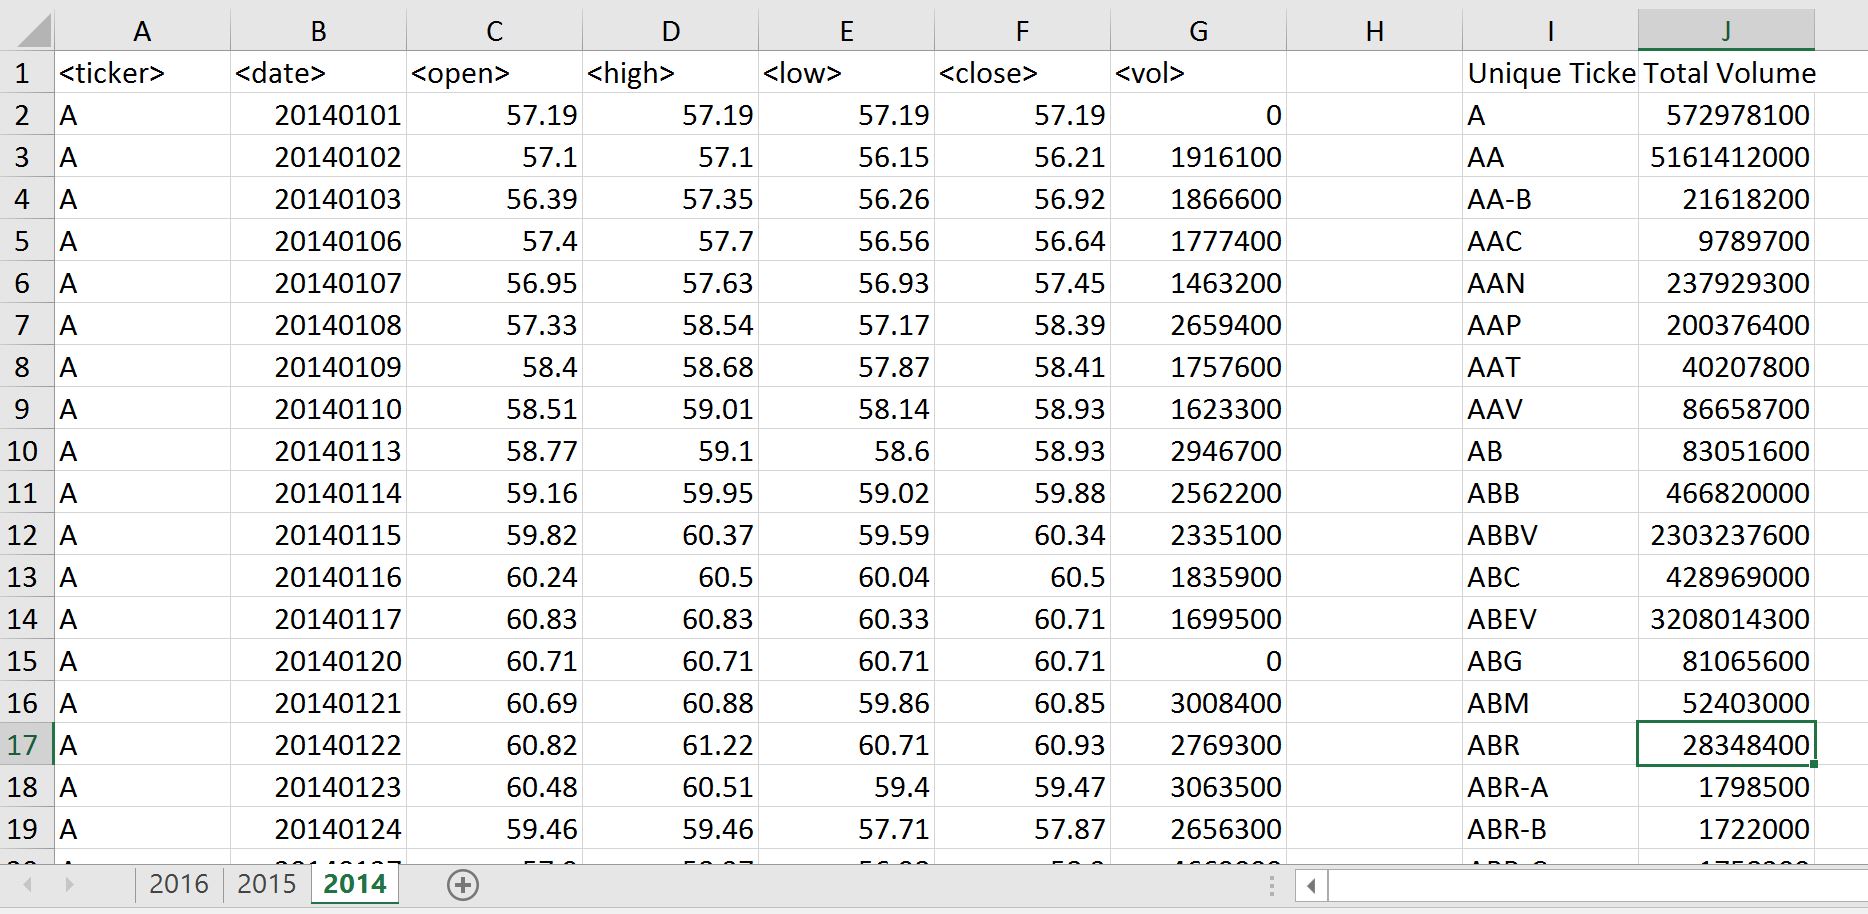 A B C D E F G H I J
1 <ticker> <date> <open> <high> <low> <close> <vol> Unique Ticke Total Volume
2 A 20140101 57.19 57.19 57.19 57.19 0 A 572978100
3 A 20140102 57.1 57.1 56.15 56.21 1916100 AA 5161412000
4 A 20140103 56.39 57.35 56.26 56.92 1866600 AA-B 21618200
5 A 20140106 57.4 57.7 56.56 56.64 1777400 AAC 9789700
6 A 20140107 56.95 57.63 56.93 57.45 1463200 AAN 237929300
7 A 20140108 57.33 58.54 57.17 58.39 2659400 AAP 200376400
8 A 20140109 58.4 58.68 57.87 58.41 1757600 AAT 40207800
9 A 20140110 58.51 59.01 58.14 58.93 1623300 AAV 86658700
10 A 20140113 58.77 59.1 58.6 58.93 2946700 AB 83051600
11 A 20140114 59.16 59.95 59.02 59.88 2562200 ABB 466820000
12 A 20140115 59.82 60.37 59.59 60.34 2335100 ABBV 2303237600
13 A 20140116 60.24 60.5 60.04 60.5 1835900 ABC 428969000
14 A 20140117 60.83 60.83 60.33 60.71 1699500 ABEV 3208014300
15 A 20140120 60.71 60.71 60.71 60.71 0 ABG 81065600
16 A 20140121 60.69 60.88 59.86 60.85 3008400 ABM 52403000
17 A 20140122 60.82 61.22 60.71 60.93 2769300 ABR 28348400
18 A 20140123 60.48 60.51 59.4 59.47 3063500 ABR-A 1798500
19 A 20140124 59.46 59.46 57.71 57.87 2656300 ABR-B 1722000
2016 2015 2014